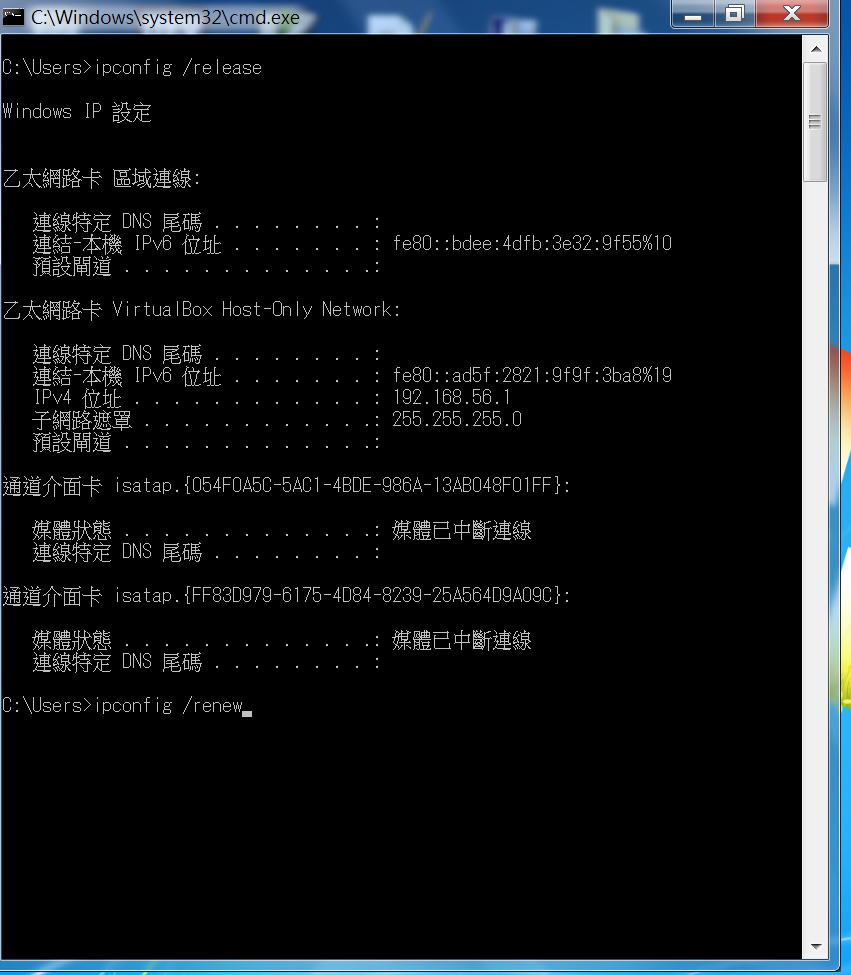 C:\Windows\system32\cmd.exe
C:\Users>ipconfig /release
Windows IP 設定
乙太網路卡 區域連線:
連線特定 DNS 尾碼 . . . . . . . . :
連結-本機 IPv6 位址 . . . . . . . : fe80::bdee:4dfb:3e32:9f55%10
預設閘道 . . . . . . . . . . . . .:
乙太網路卡 VirtualBox Host-Only Network:
連線特定 DNS 尾碼 . . . . . . . . :
連結-本機 IPv6 位址 . . . . . . . : fe80::ad5f:2821:9f9f:3ba8%19
IPv4 位址 . . . . . . . . . . . . : 192.168.56.1
子網路遮罩 . . . . . . . . . . . .: 255.255.255.0
預設閘道 . . . . . . . . . . . . .:
通道介面卡 isatap.{054F0A5C-5AC1-4BDE-986A-13AB048F01FF}:
媒體狀態 . . . . . . . . . . . . .: 媒體已中斷連線
連線特定 DNS 尾碼 . . . . . . . . :
通道介面卡 isatap.{FF83D979-6175-4D84-8239-25A564D9A09C}:
媒體狀態 . . . . . . . . . . . . .: 媒體已中斷連線
連線特定 DNS 尾碼 . . . . . . . . :
C:\Users>ipconfig /renew